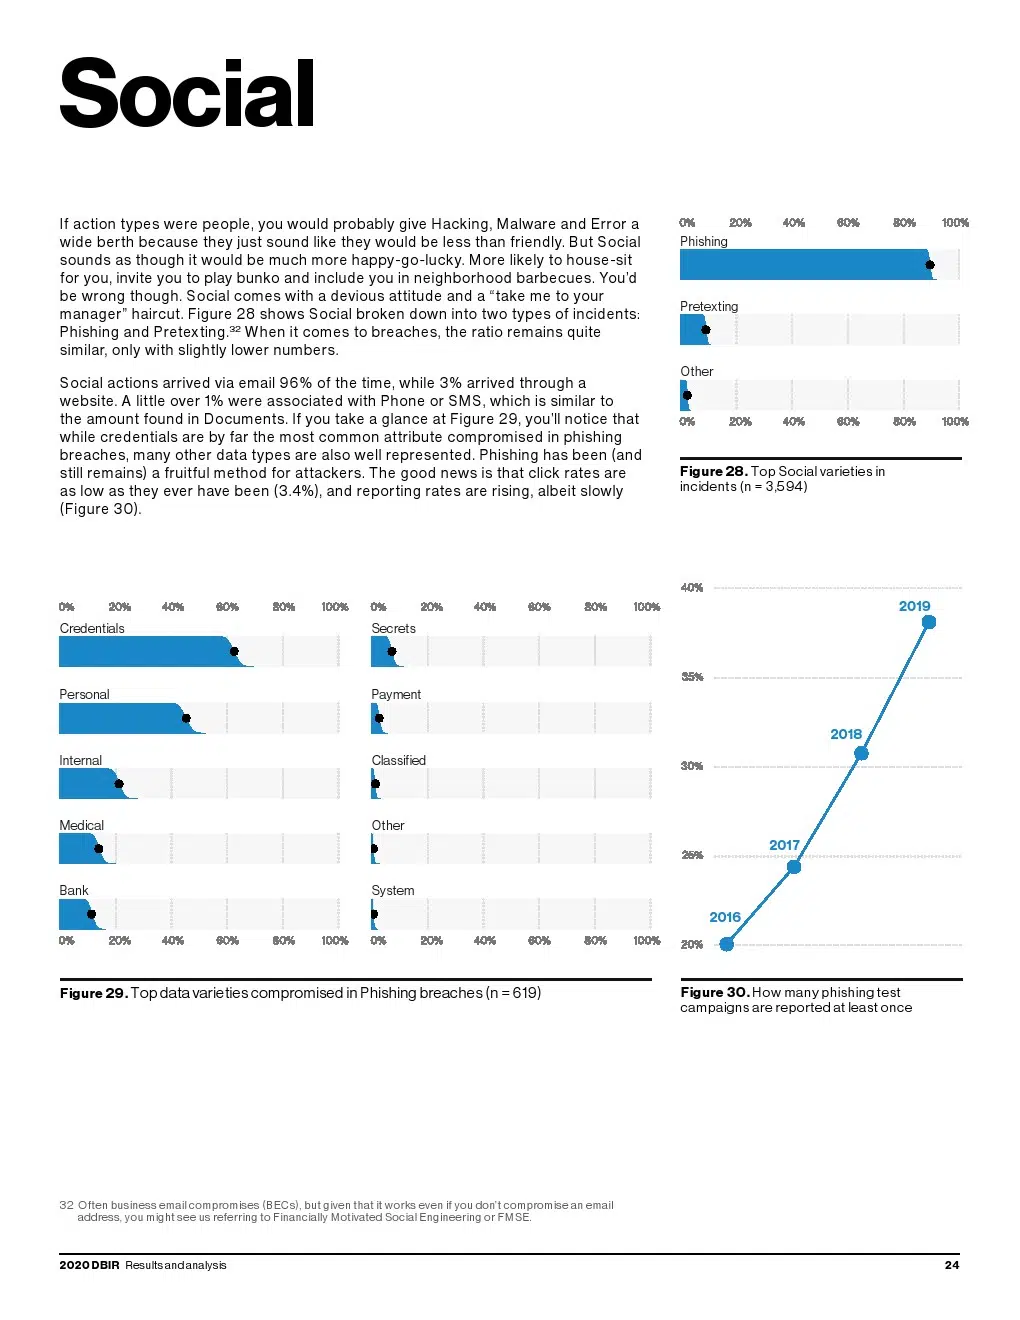 Social
If action types were people, you would probably give Hacking, Malware and Error a
wide berth because they just sound like they would be less than friendly. But Social
sounds as though it would be much more happy-go-lucky. More likely to house-sit
for you, invite you to play bunko and include you in neighborhood barbecues. You'd
be wrong though. Social comes with a devious attitude and a “take me to your
manager” haircut. Figure 28 shows Social broken down into two types of incidents:
Phishing and Pretexting.³² When it comes to breaches, the ratio remains quite
similar, only with slightly lower numbers.
Social actions arrived via email 96% of the time, while 3% arrived through a
website. A little over 1% were associated with Phone or SMS, which is similar to
the amount found in Documents. If you take a glance at Figure 29, you'll notice that
while credentials are by far the most common attribute compromised in phishing
breaches, many other data types are also well represented. Phishing has been (and
still remains) a fruitful method for attackers. The good news is that click rates are
as low as they ever have been (3.4%), and reporting rates are rising, albeit slowly
(Figure 30).
0% 20% 40% 60% 80% 100%
Phishing
Pretexting
Other
0% 20% 40% 60% 80% 100%
Figure 28. Top Social varieties in
incidents (n = 3,594)
0% 20% 40% 60% 80% 100%
Credentials
Personal
Internal
Medical
Bank
0% 20% 40% 60% 80% 100%
0% 20% 40% 60% 80% 100%
Secrets
Payment
Classified
Other
System
0% 20% 40% 60% 80% 100%
Figure 29. Top data varieties compromised in Phishing breaches (n = 619)
40%
2019
35%
2018
30%
2017
25%
2016
20%
Figure 30. How many phishing test
campaigns are reported at least once
32 Often business email compromises (BECs), but given that it works even if you don't compromise an email
address, you might see us referring to Financially Motivated Social Engineering or FMSE.
2020 DBIR Results and analysis
24